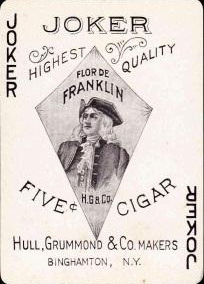 JOKER
JOKER
HIGHEST QUALITY
FLOR DE
FRANKLIN
H.G.& CO.
FIVE¢ CIGAR
HULL, GRUMMOND & CO. MAKERS
BINGHAMTON, N.Y.
JOKER